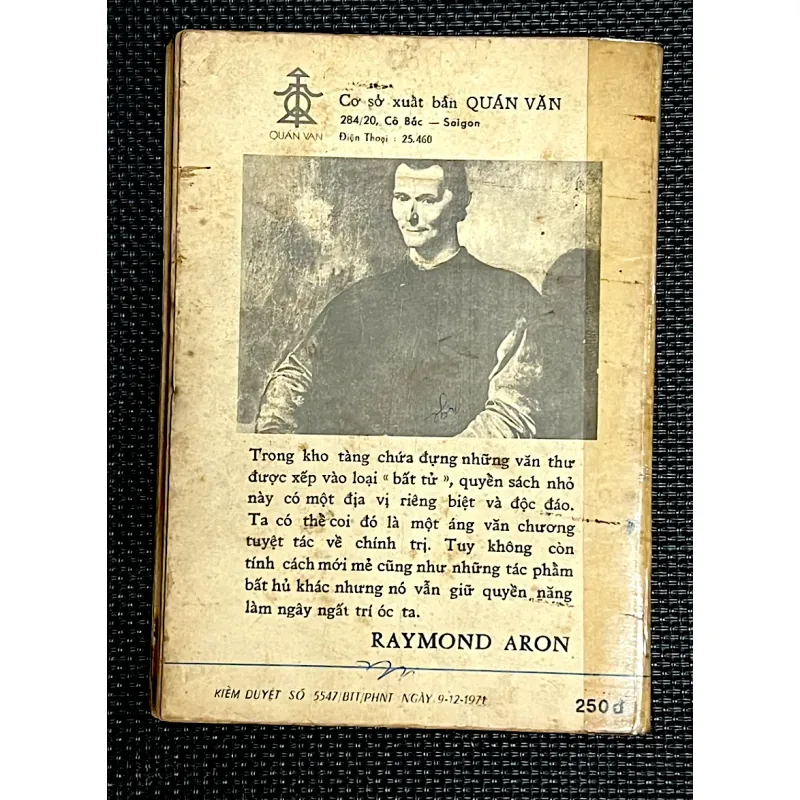 Cơ sở xuất bản QUÁN VĂN
284/20, Cô Bắc — Saigon
QUÁN VĂN
Điện Thoại : 25.460
Trong kho tàng chứa đựng những văn thư
được xếp vào loại « bất tử », quyển sách nhỏ
này có một địa vị riêng biệt và độc đáo.
Ta có thể coi đó là một áng văn chương
tuyệt tác về chính trị. Tuy không còn
tính cách mới mẻ cũng như những tác phẩm
bất hủ khác nhưng nó vẫn giữ quyền năng
làm ngây ngất trí óc ta.
RAYMOND ARON
KIỂM DUYỆT SỐ 5547/BTT/PHNT NGÀY 9-12-1971
250đ